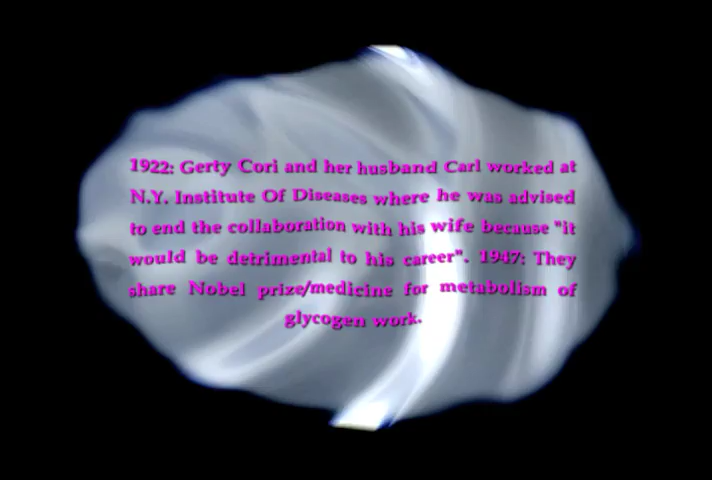 1922: Gerty Cori and her husband Carl worked at
N.Y. Institute Of Diseases where he was advised
to end the collaboration with his wife because "it
would be detrimental to his career". 1947: They
share Nobel prize/medicine for metabolism of
glycogen work.